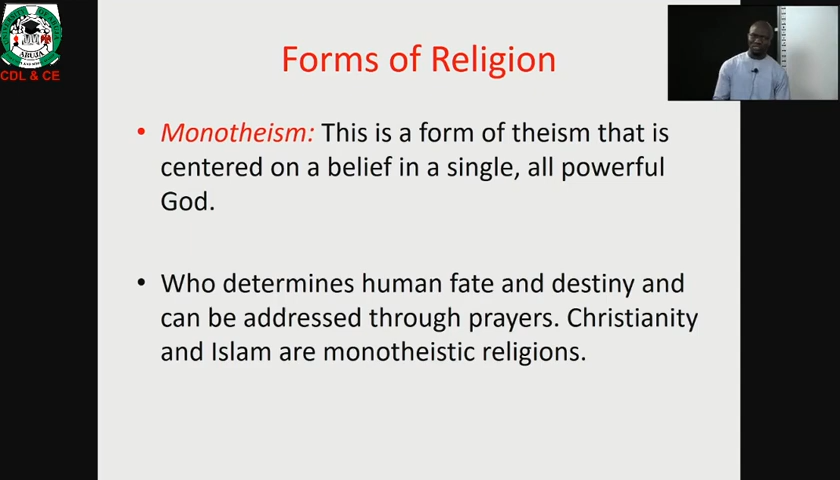 ABUJA
CDL & CE
Forms of Religion
• Monotheism: This is a form of theism that is
centered on a belief in a single, all powerful
God.
• Who determines human fate and destiny and
can be addressed through prayers. Christianity
and Islam are monotheistic religions.